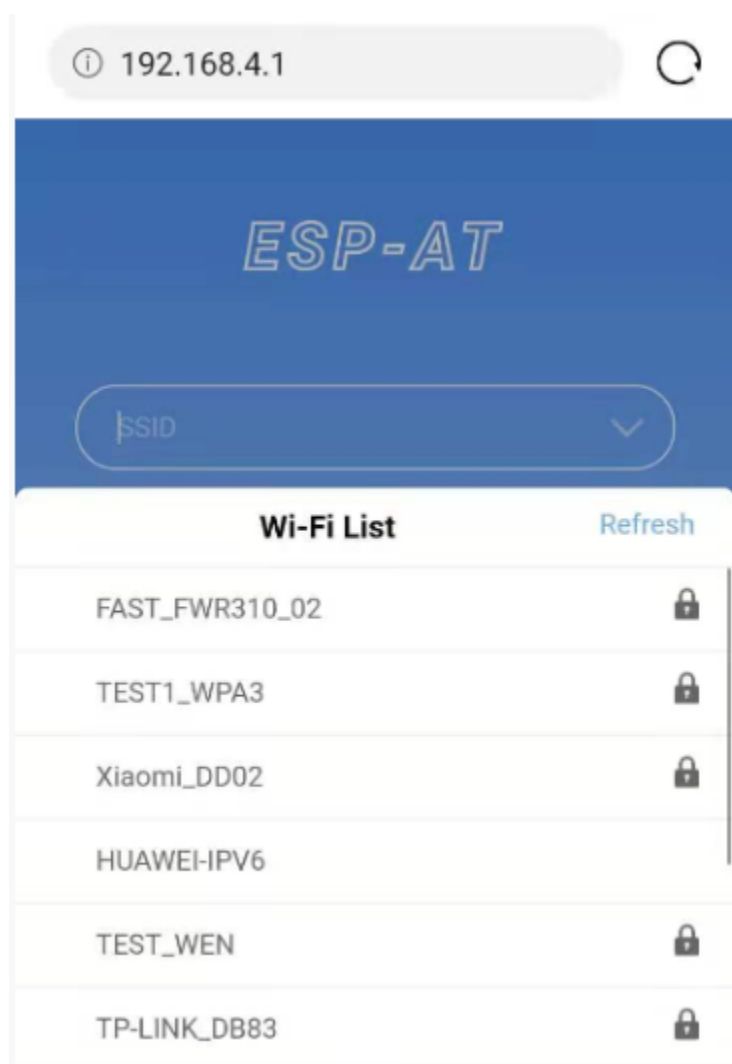 192.168.4.1
ESP-AT
SSID
Wi-Fi List Refresh
FAST_FWR310_02
TEST1_WPA3
Xiaomi_DD02
HUAWEI-IPV6
TEST_WEN
TP-LINK_DB83